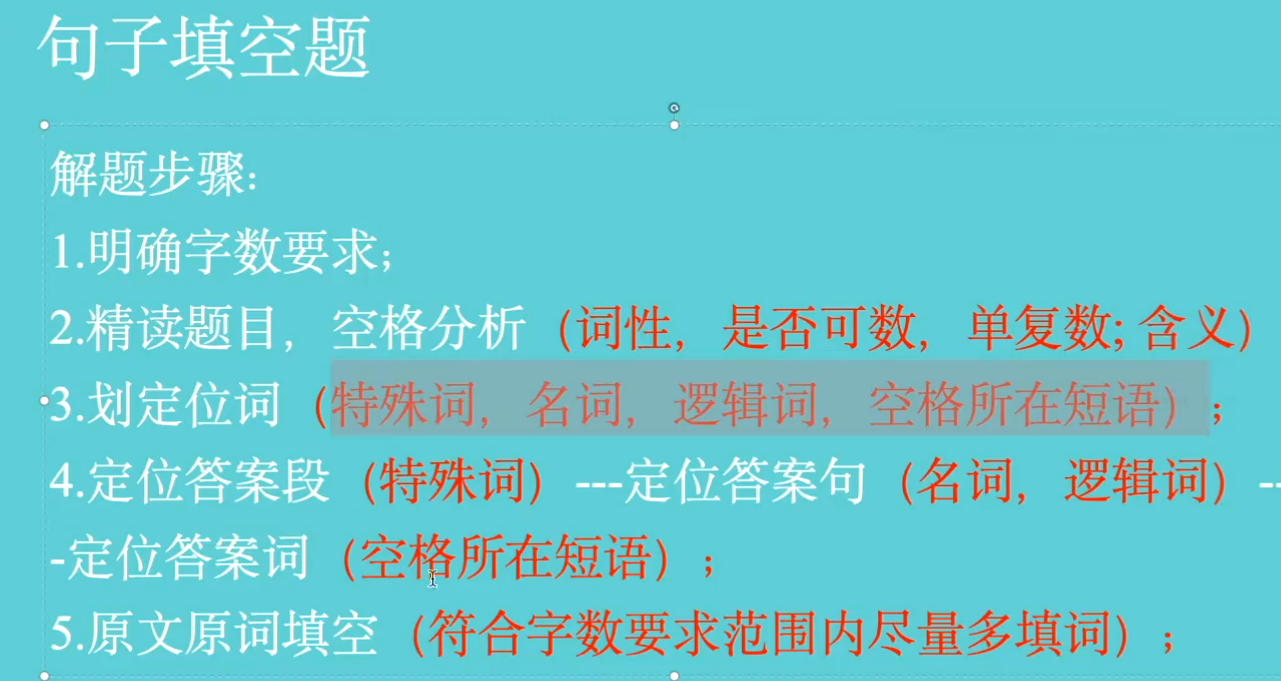 句子填空题
解题步骤:
1.明确字数要求;
2.精读题目，空格分析（词性，是否可数，单复数; 含义）
3.划定位词（特殊词，名词，逻辑词，空格所在短语）;
4.定位答案段（特殊词）---定位答案句（名词，逻辑词）--
-定位答案词（空格所在短语）;
5.原文原词填空（符合字数要求范围内尽量多填词）;